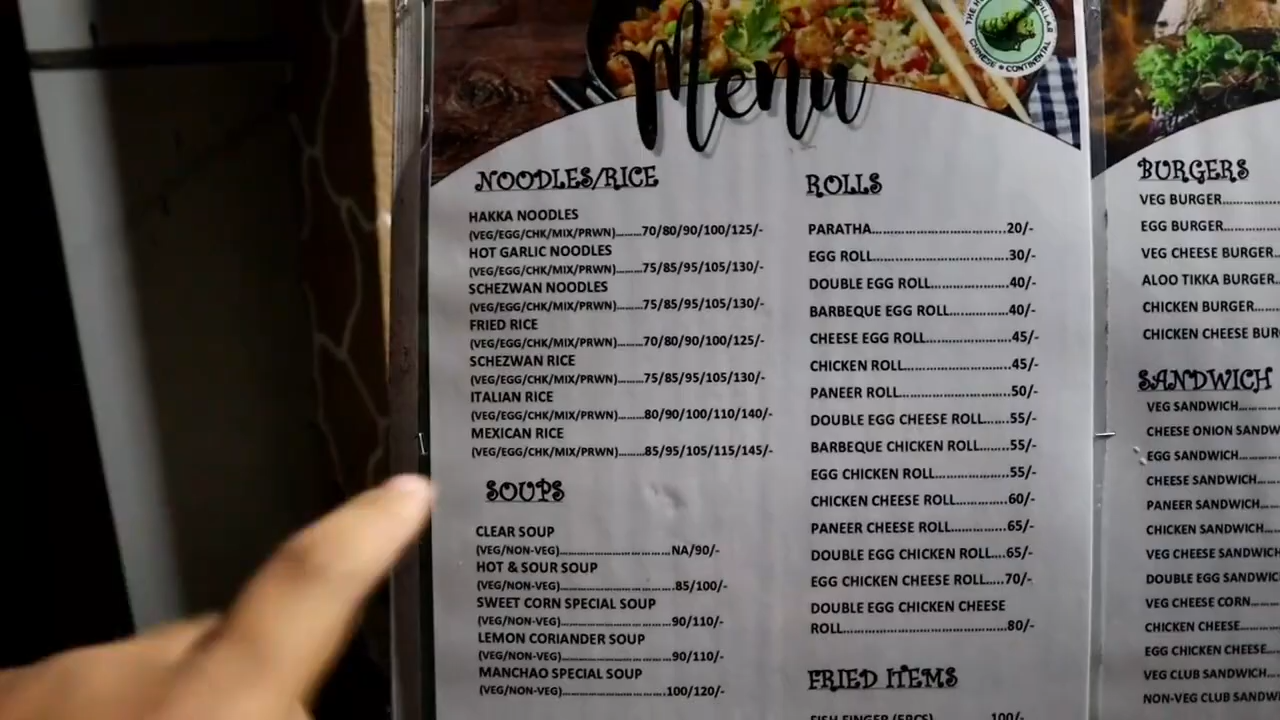 Menu
CHINESE ★ CONTINENTAL
NOODLES/RICE
HAKKA NOODLES
(VEG/EGG/CHK/MIX/PRWN).........70/80/90/100/125/-
HOT GARLIC NOODLES
(VEG/EGG/CHK/MIX/PRWN).........75/85/95/105/130/-
SCHEZWAN NOODLES
(VEG/EGG/CHK/MIX/PRWN).........75/85/95/105/130/-
FRIED RICE
(VEG/EGG/CHK/MIX/PRWN).........70/80/90/100/125/-
SCHEZWAN RICE
(VEG/EGG/CHK/MIX/PRWN).........75/85/95/105/130/-
ITALIAN RICE
(VEG/EGG/CHK/MIX/PRWN).........80/90/100/110/140/-
MEXICAN RICE
(VEG/EGG/CHK/MIX/PRWN).........85/95/105/115/145/-
SOUPS
CLEAR SOUP
(VEG/NON-VEG).................................NA/90/-
HOT & SOUR SOUP
(VEG/NON-VEG).................................85/100/-
SWEET CORN SPECIAL SOUP
(VEG/NON-VEG).................................90/110/-
LEMON CORIANDER SOUP
(VEG/NON-VEG).................................90/110/-
MANCHAO SPECIAL SOUP
(VEG/NON-VEG)...............................100/120/-
ROLLS
PARATHA.................................20/-
EGG ROLL.................................30/-
DOUBLE EGG ROLL...................40/-
BARBEQUE EGG ROLL..............40/-
CHEESE EGG ROLL.....................45/-
CHICKEN ROLL..........................45/-
PANEER ROLL...........................50/-
DOUBLE EGG CHEESE ROLL....55/-
BARBEQUE CHICKEN ROLL......55/-
EGG CHICKEN ROLL..................55/-
CHICKEN CHEESE ROLL.............60/-
PANEER CHEESE ROLL..............65/-
DOUBLE EGG CHICKEN ROLL....65/-
EGG CHICKEN CHEESE ROLL.....70/-
DOUBLE EGG CHICKEN CHEESE
ROLL.........................................80/-
FRIED ITEMS
FISH FINGER (5PCS) 100/-
BURGERS
VEG BURGER...........
EGG BURGER...........
VEG CHEESE BURGER..
ALOO TIKKA BURGER..
CHICKEN BURGER......
CHICKEN CHEESE BUR
SANDWICH
VEG SANDWICH......
CHEESE ONION SANDW
EGG SANDWICH......
CHEESE SANDWICH....
PANEER SANDWICH....
CHICKEN SANDWICH...
VEG CHEESE SANDWICH
DOUBLE EGG SANDWIC
VEG CHEESE CORN.....
CHICKEN CHEESE......
EGG CHICKEN CHEESE..
VEG CLUB SANDWICH..
NON-VEG CLUB SANDW